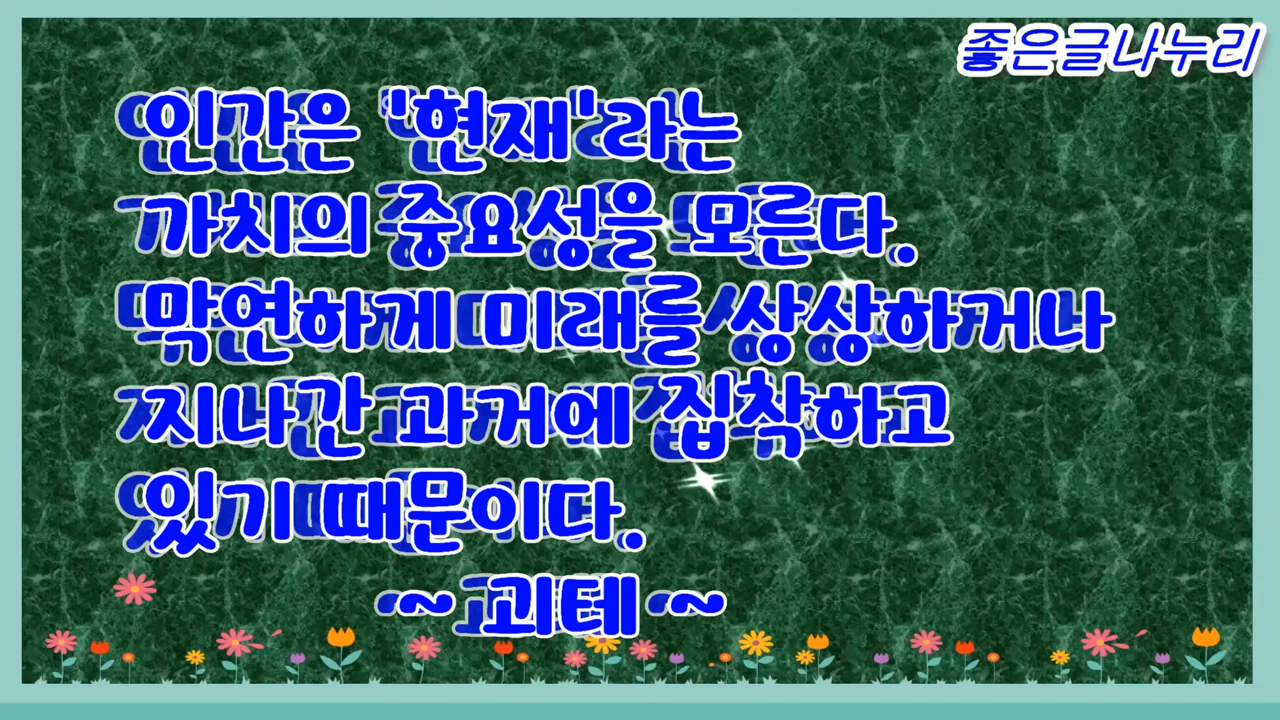 좋은글나누리
인간은 '현재'라는
가치의 중요성을 모른다.
막연하게 미래를 상상하거나
지나간 과거에 집착하고
있기 때문이다.
~ 괴테 ~